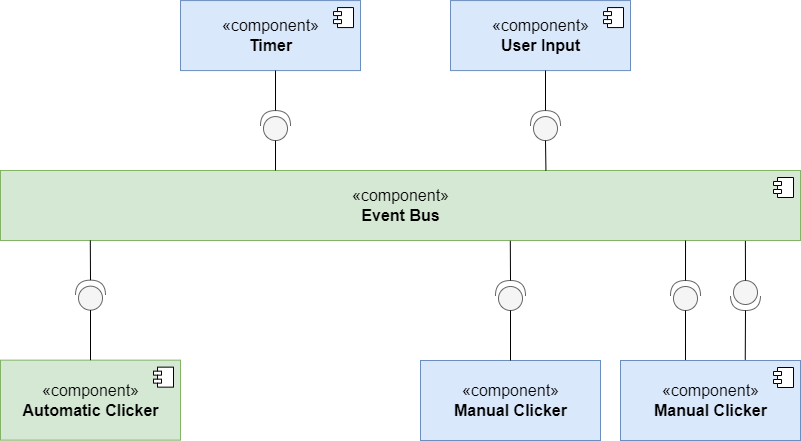 «component»
Timer
«component»
User Input
«component»
Event Bus
«component»
Automatic Clicker
«component»
Manual Clicker
«component»
Manual Clicker